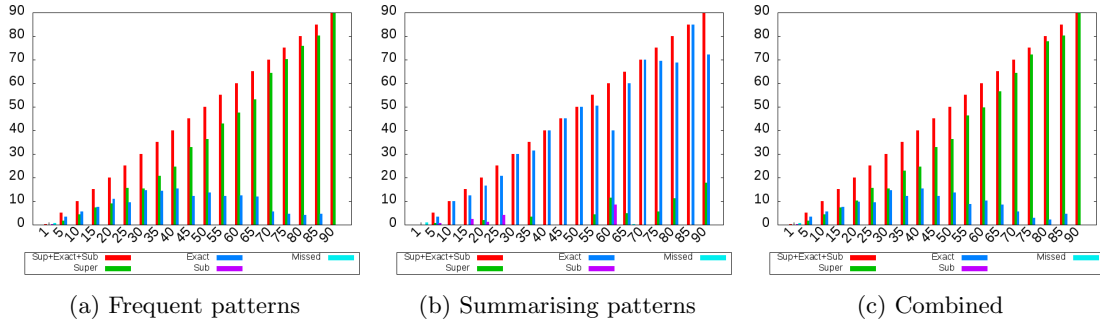 90 80 70 60 50 40 30 20 10 0
1 5 10 15 20 25 30 35 40 45 50 55 60 65 70 75 80 85 90
Sup+Exact+Sub Exact Missed
Super Sub
(a) Frequent patterns
90 80 70 60 50 40 30 20 10 0
1 5 10 15 20 25 30 35 40 45 50 55 60 65 70 75 80 85 90
Sup+Exact+Sub Exact Missed
Super Sub
(b) Summarising patterns
90 80 70 60 50 40 30 20 10 0
1 5 10 15 20 25 30 35 40 45 50 55 60 65 70 75 80 85 90
Sup+Exact+Sub Exact Missed
Super Sub
(c) Combined